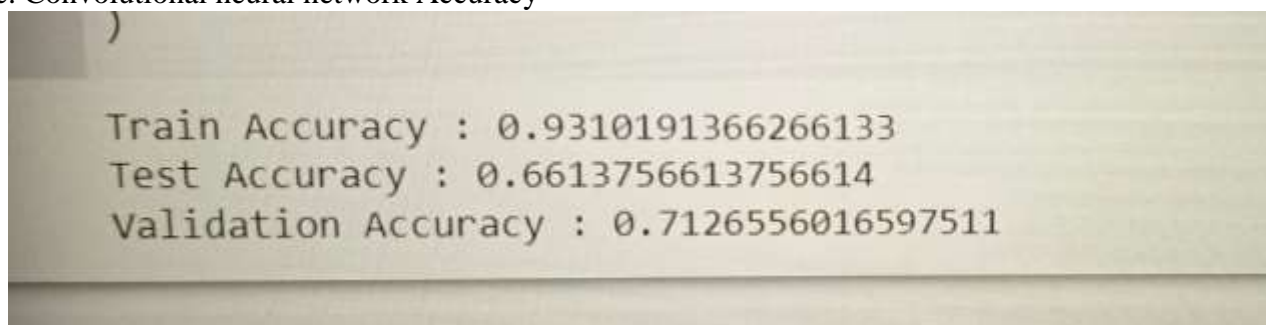 c. Convolutional neural network Accuracy
)
Train Accuracy : 0.9310191366266133
Test Accuracy : 0.6613756613756614
Validation Accuracy : 0.7126556016597511